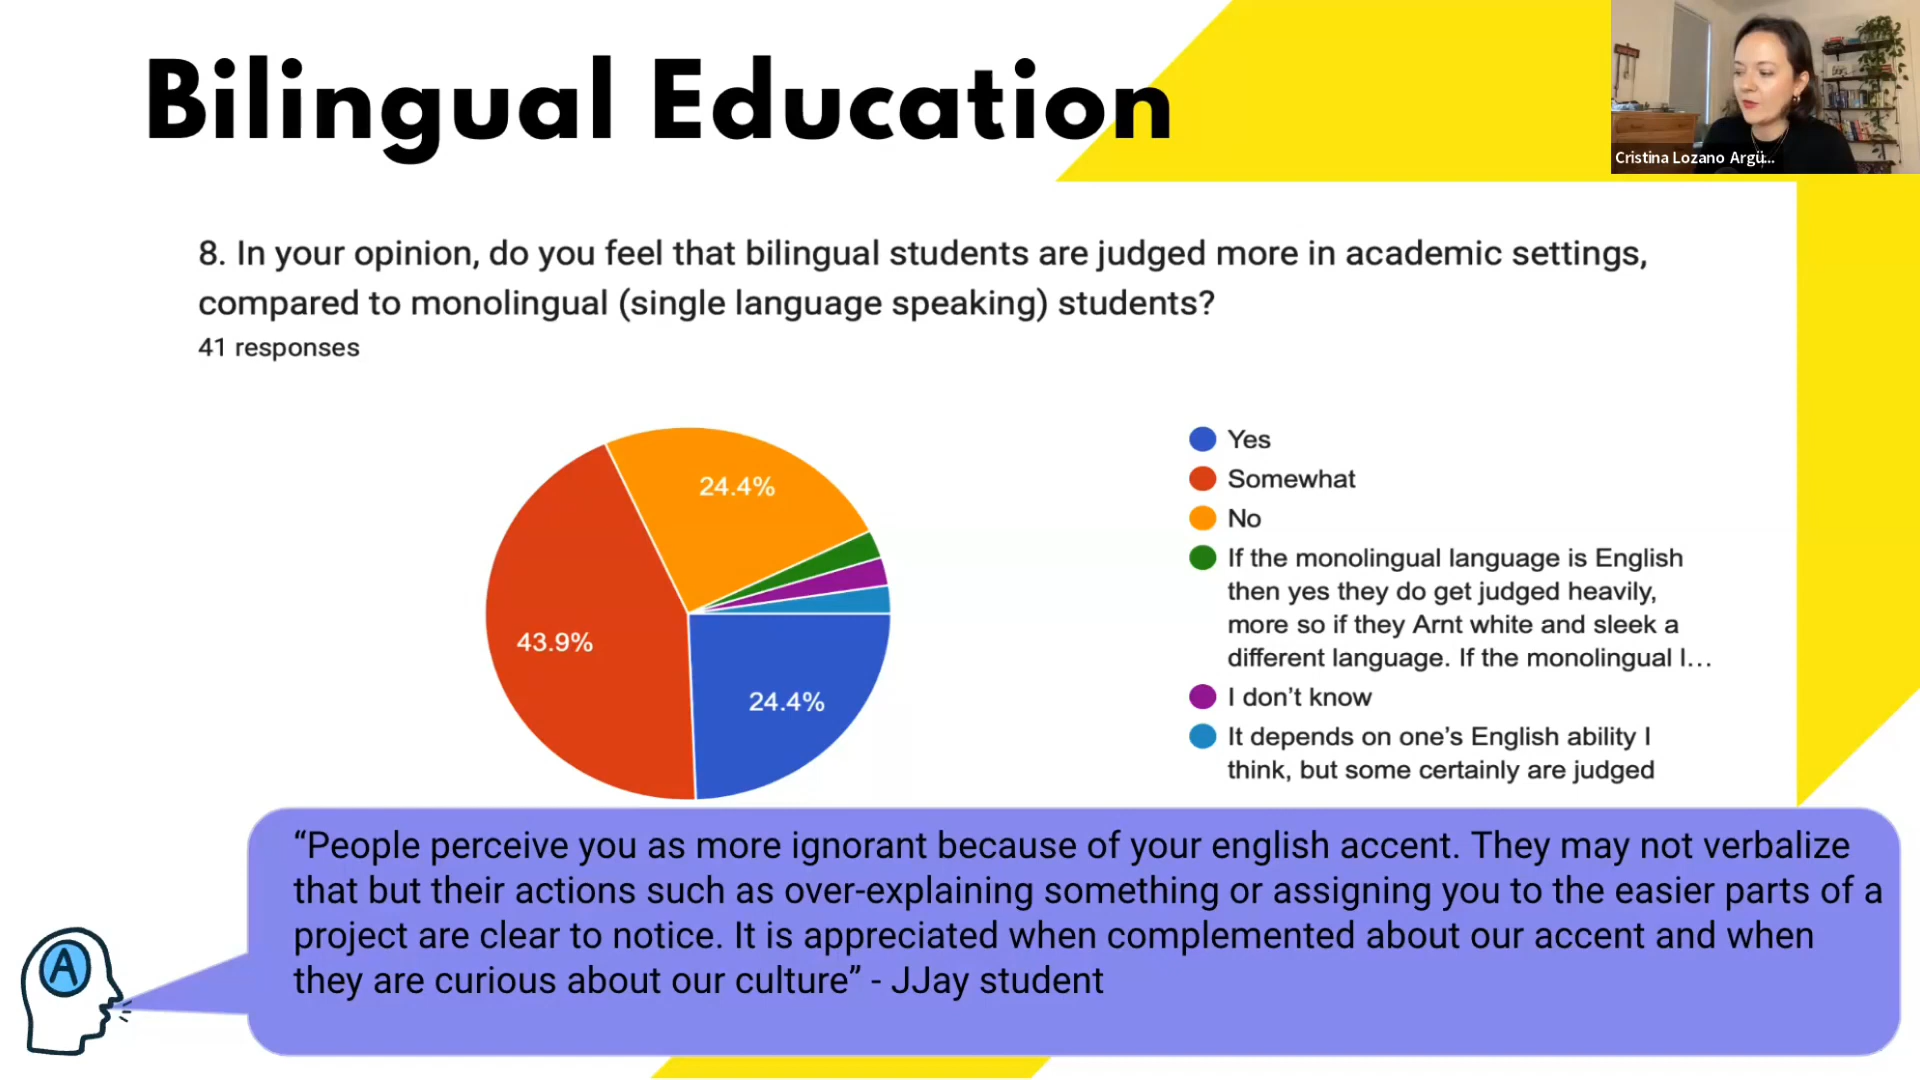 Bilingual Education
Cristina Lozano Argü...
8. In your opinion, do you feel that bilingual students are judged more in academic settings,
compared to monolingual (single language speaking) students?
41 responses
24.4%
43.9%
24.4%
Yes
Somewhat
No
If the monolingual language is English
then yes they do get judged heavily,
more so if they Arnt white and sleek a
different language. If the monolingual l...
I don't know
It depends on one's English ability I
think, but some certainly are judged
“People perceive you as more ignorant because of your english accent. They may not verbalize
that but their actions such as over-explaining something or assigning you to the easier parts of a
project are clear to notice. It is appreciated when complemented about our accent and when
they are curious about our culture” - JJay student
A